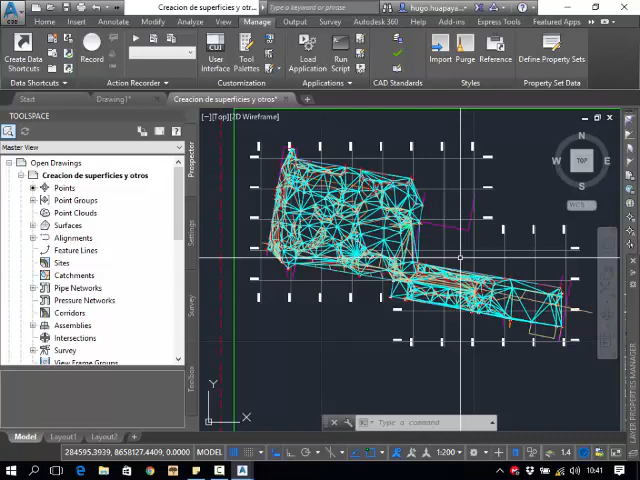 Creacion de superficies y otr...
Type a keyword or phrase
hugo.huapaya...
Home
Insert
Annotate
Modify
Analyze
View
Manage
Output
Survey
Autodesk 360
Help
Add-ins
Express Tools
Featured Apps
C3D
Create Data Shortcuts
Record
User Interface
Tool Palettes
Load Application
Run Script
Import
Purge
Reference
Define Property Sets
Data Shortcuts
Action Recorder
Customization
Applications
CAD Standards
Styles
Property Set Data
Start
Drawing1*
Creacion de superficies y otros*
TOOLSPACE
Master View
Open Drawings
Creacion de superficies y otros
Points
Point Groups
Point Clouds
Surfaces
Alignments
Feature Lines
Sites
Catchments
Pipe Networks
Pressure Networks
Corridors
Assemblies
Intersections
Survey
View Frame Groups
Prospector
Settings
Survey
Toolbox
[−][Top][2D Wireframe]
N
W
TOP
E
S
WCS
Y
X
Type a command
LAYER PROPERTIES MANAGER
Model
Layout1
Layout2
284595.3939, 8658127.4409, 0.0000
MODEL
1:200
1.4
10:41